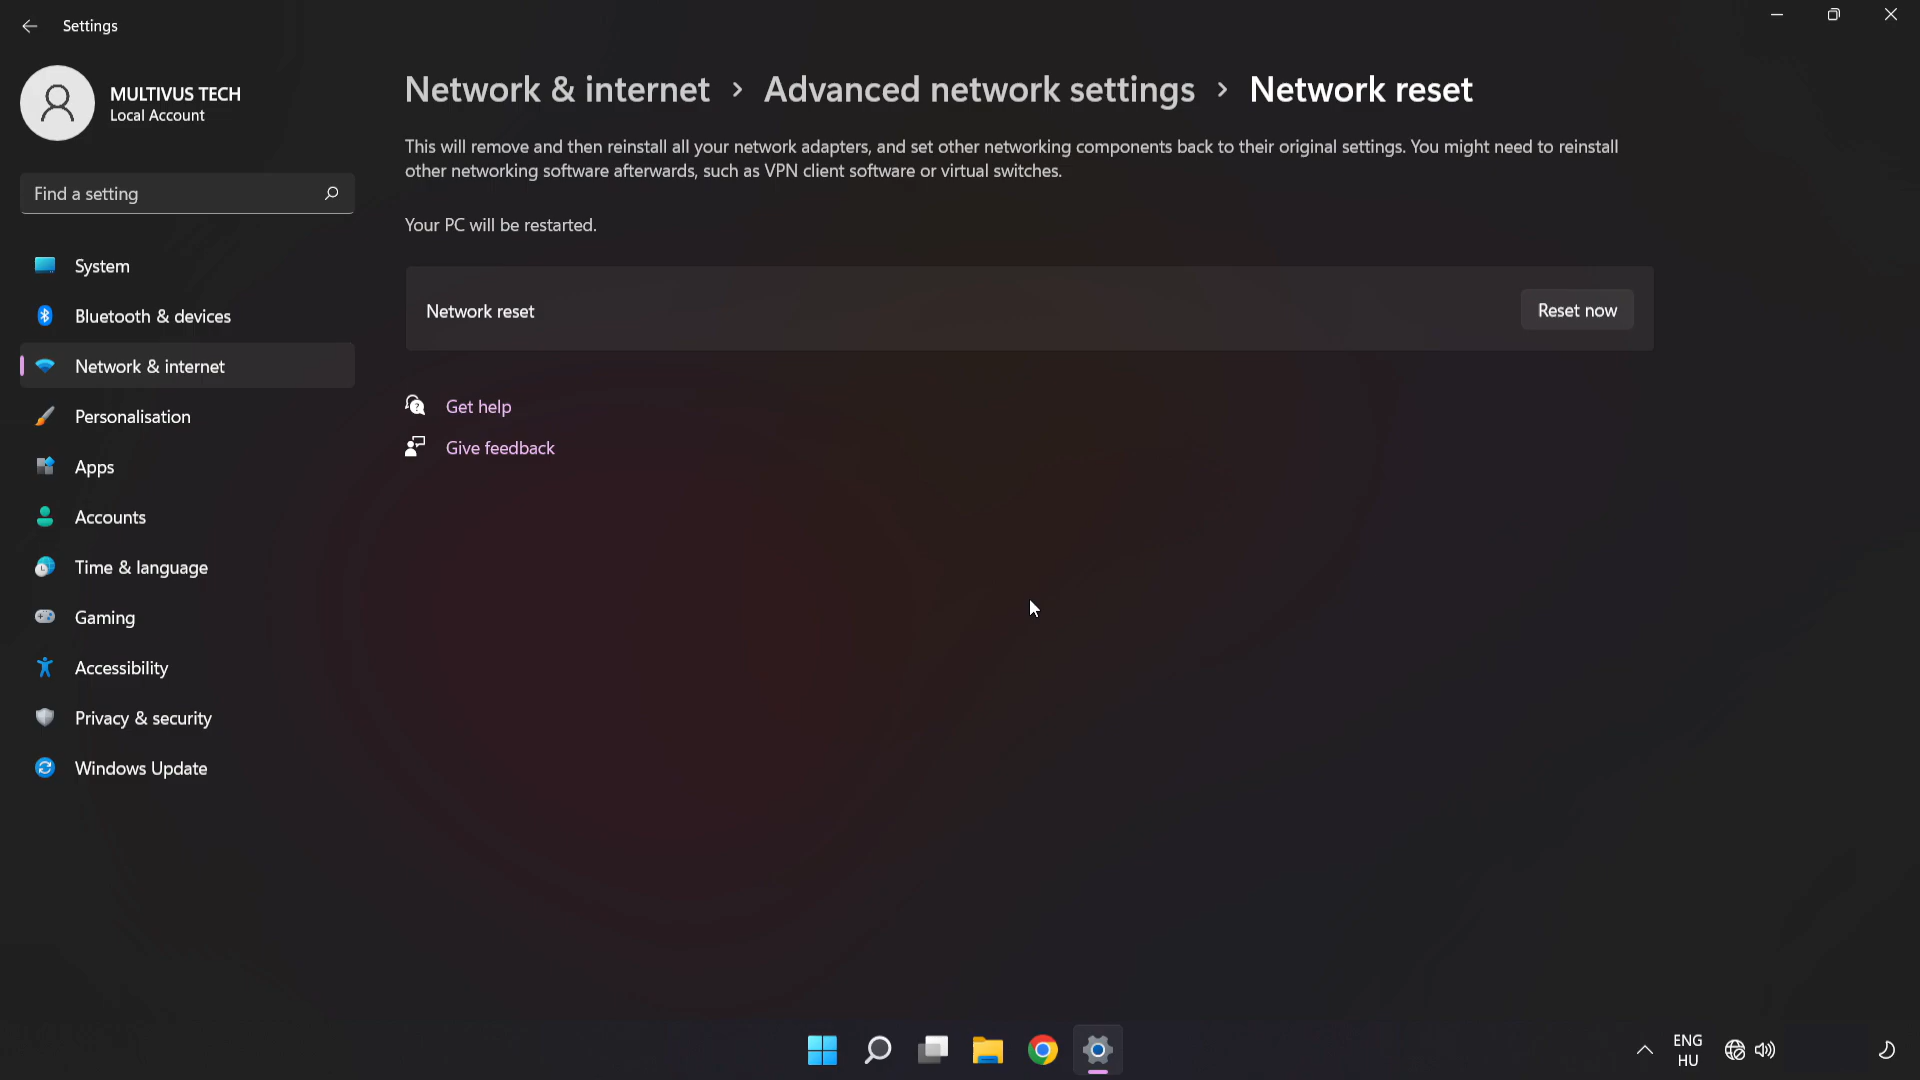 Settings
MULTIVUS TECH
Local Account
Find a setting
System
Bluetooth & devices
Network & internet
Personalisation
Apps
Accounts
Time & language
Gaming
Accessibility
Privacy & security
Windows Update
Network & internet > Advanced network settings > Network reset
This will remove and then reinstall all your network adapters, and set other networking components back to their original settings. You might need to reinstall
other networking software afterwards, such as VPN client software or virtual switches.
Your PC will be restarted.
Network reset
Reset now
Get help
Give feedback
ENG
HU